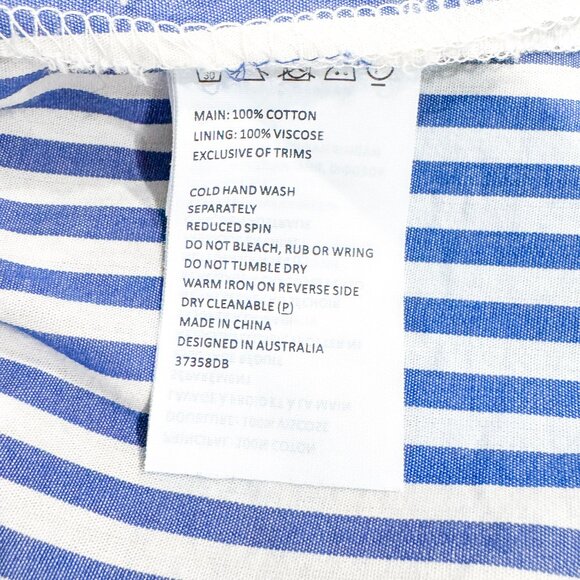 30
MAIN: 100% COTTON
LINING: 100% VISCOSE
EXCLUSIVE OF TRIMS
COLD HAND WASH
SEPARATELY
REDUCED SPIN
DO NOT BLEACH, RUB OR WRING
DO NOT TUMBLE DRY
WARM IRON ON REVERSE SIDE
DRY CLEANABLE (P)
MADE IN CHINA
DESIGNED IN AUSTRALIA
37358DB